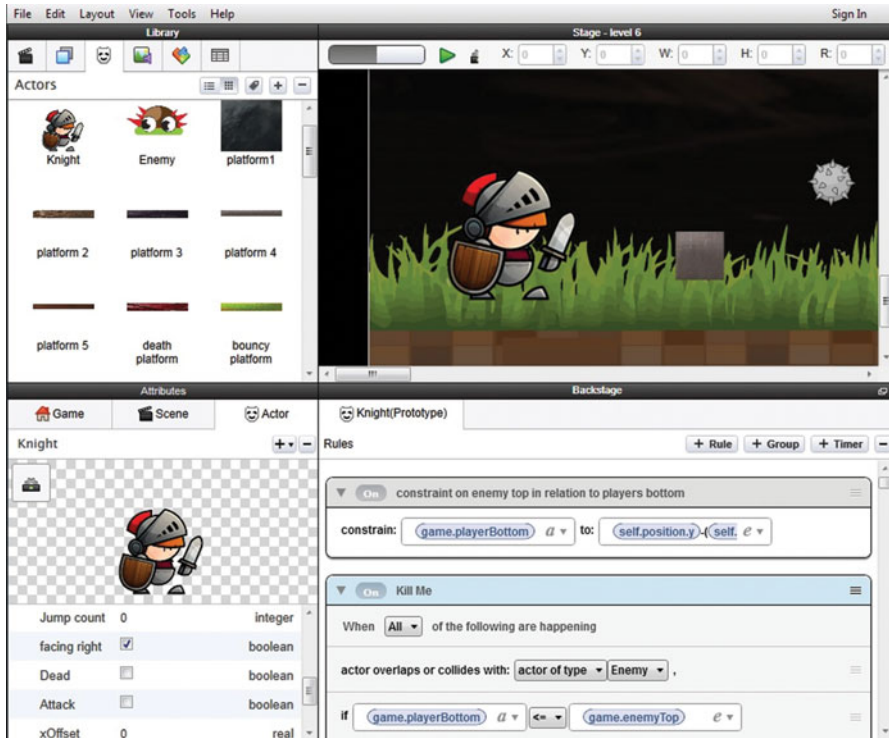 File Edit Layout View Tools Help Sign In
Library
Actors
Knight Enemy platform1
platform 2 platform 3 platform 4
platform 5 death platform bouncy platform
Stage - level 6
X: 0 Y: 0 W: 0 H: 0 R: 0
Attributes
Game Scene Actor
Knight
Jump count 0 integer
facing right boolean
Dead boolean
Attack boolean
xOffset 0 real
Backstage
Knight(Prototype)
Rules + Rule + Group + Timer
On constraint on enemy top in relation to players bottom
constrain: game.playerBottom a to: self.position.y -( self. e
On Kill Me
When All of the following are happening
actor overlaps or collides with: actor of type Enemy ,
if game.playerBottom a <= game.enemyTop e